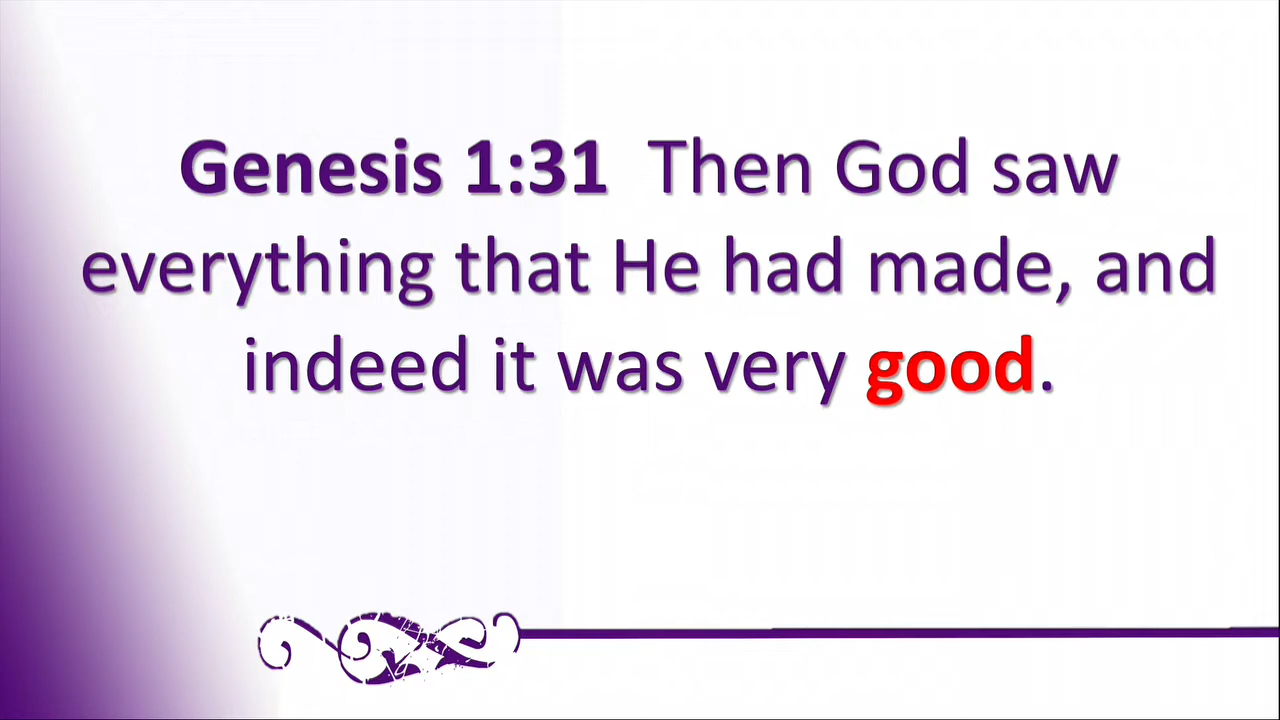 Genesis 1:31 Then God saw
everything that He had made, and
indeed it was very good.